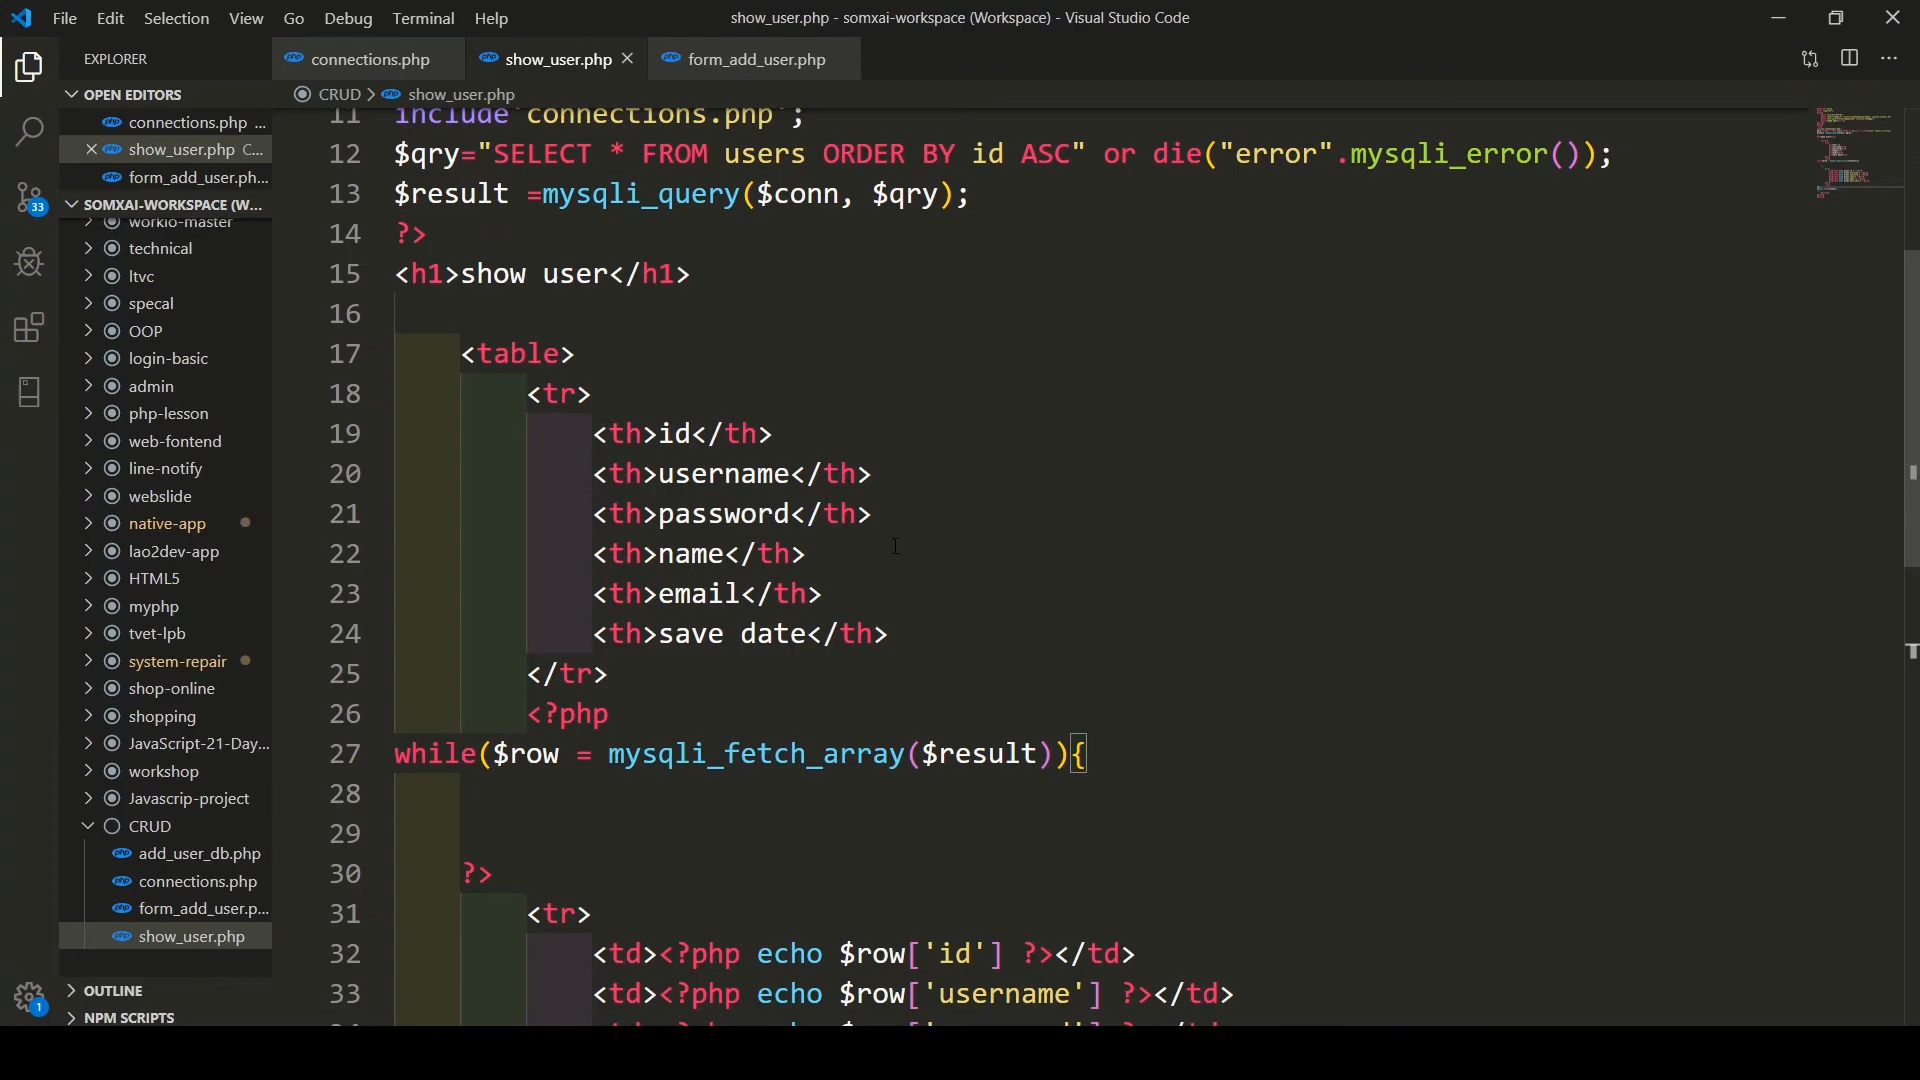 File Edit Selection View Go Debug Terminal Help
show_user.php - somxai-workspace (Workspace) - Visual Studio Code
EXPLORER
connections.php
show_user.php
form_add_user.php
OPEN EDITORS
connections.php ...
show_user.php C...
form_add_user.ph...
SOMXAI-WORKSPACE (W...
workio-master
technical
ltvc
specal
OOP
login-basic
admin
php-lesson
web-fontend
line-notify
webslide
native-app
lao2dev-app
HTML5
myphp
tvet-lpb
system-repair
shop-online
shopping
JavaScript-21-Day...
workshop
Javascrip-project
CRUD
add_user_db.php
connections.php
form_add_user.p...
show_user.php
OUTLINE
NPM SCRIPTS
33
1
CRUD > show_user.php
11 include'connections.php';
12 $qry="SELECT * FROM users ORDER BY id ASC" or die("error".mysqli_error());
13 $result =mysqli_query($conn, $qry);
14 ?>
15 <h1>show user</h1>
16
17 <table>
18 <tr>
19 <th>id</th>
20 <th>username</th>
21 <th>password</th>
22 <th>name</th>
23 <th>email</th>
24 <th>save date</th>
25 </tr>
26 <?php
27 while($row = mysqli_fetch_array($result)){
28
29
30 ?>
31 <tr>
32 <td><?php echo $row['id'] ?></td>
33 <td><?php echo $row['username'] ?></td>